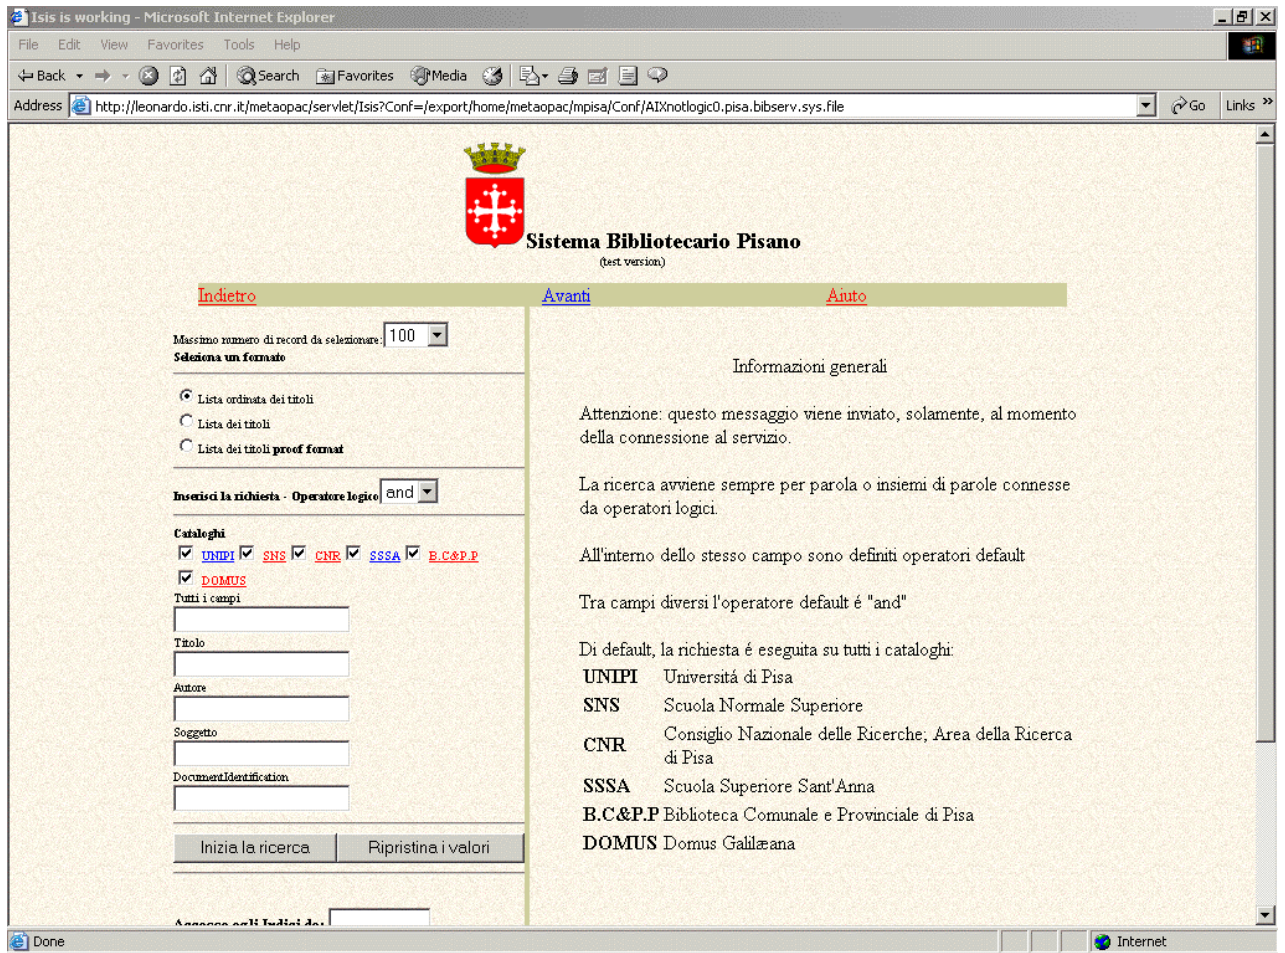 Isis is working - Microsoft Internet Explorer
File Edit View Favorites Tools Help
Back Search Favorites Media
Address http://leonardo.isti.cnr.it/metaopac/servlet/Isis?Conf=/export/home/metaopac/mpisa/Conf/AIXnotlogic0.pisa.bibserv.sys.file Go Links »
Sistema Bibliotecario Pisano
(test version)
Indietro Avanti Aiuto
Massimo numero di record da selezionare: 100
Seleziona un formato
Lista ordinata dei titoli
Lista dei titoli
Lista dei titoli proof format
Inserisci la richiesta - Operatore logico and
Cataloghi
UNIPI SNS CNR SSSA B.C&P.P
DOMUS
Tutti i campi
Titolo
Autore
Soggetto
DocumentIdentification
Inizia la ricerca Ripristina i valori
Accesso agli Indici da:
Informazioni generali
Attenzione: questo messaggio viene inviato, solamente, al momento
della connessione al servizio.
La ricerca avviene sempre per parola o insiemi di parole connesse
da operatori logici.
All'interno dello stesso campo sono definiti operatori default
Tra campi diversi l'operatore default é "and"
Di default, la richiesta é eseguita su tutti i cataloghi:
UNIPI Universitá di Pisa
SNS Scuola Normale Superiore
CNR Consiglio Nazionale delle Ricerche; Area della Ricerca
di Pisa
SSSA Scuola Superiore Sant'Anna
B.C&P.P Biblioteca Comunale e Provinciale di Pisa
DOMUS Domus Galilæana
Done Internet